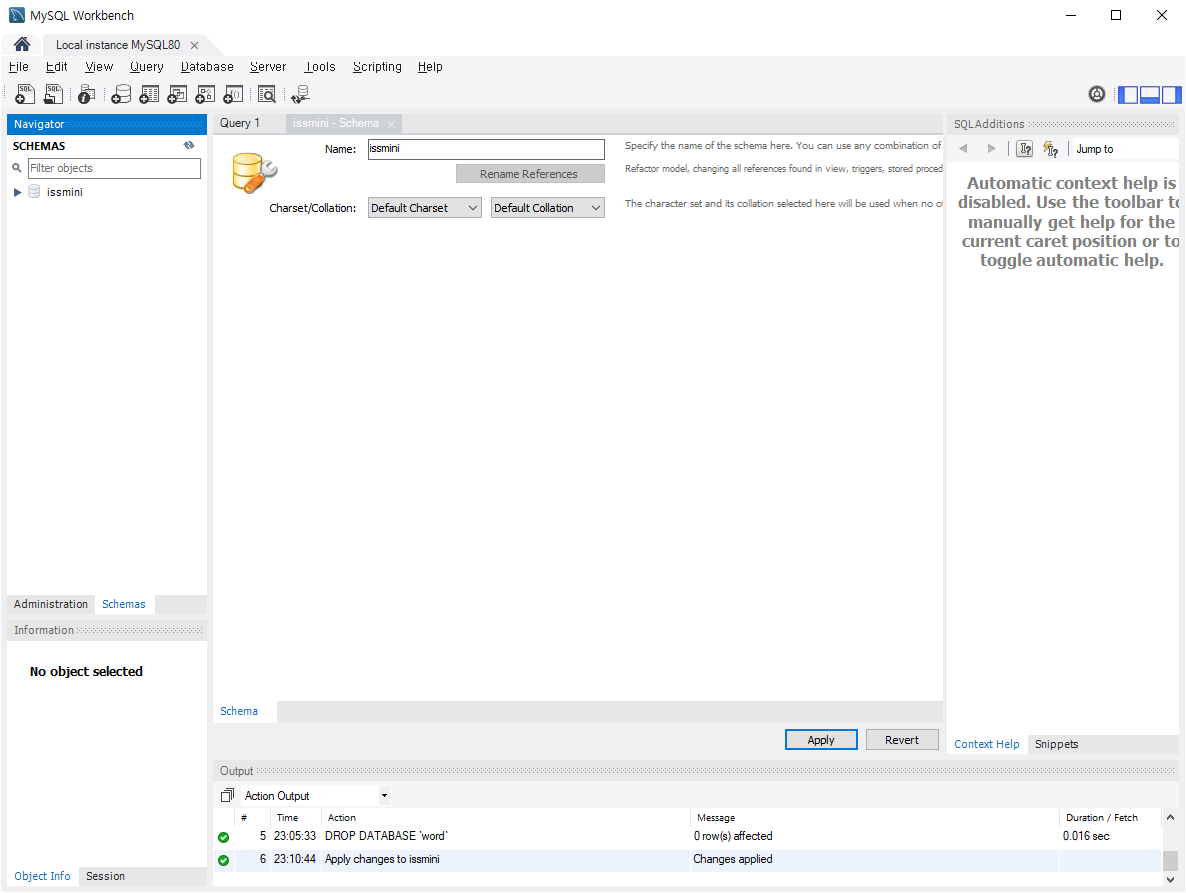 MySQL Workbench
Local instance MySQL80
File Edit View Query Database Server Tools Scripting Help
Navigator
SCHEMAS
Filter objects
issmini
Administration Schemas
Information
No object selected
Object Info Session
Query 1 issmini - Schema
Name: issmini
Specify the name of the schema here. You can use any combination of
Rename References
Refactor model, changing all references found in view, triggers, stored proced
Charset/Collation: Default Charset Default Collation
The character set and its collation selected here will be used when no ot
Schema
Apply Revert
SQLAdditions
Jump to
Automatic context help is
disabled. Use the toolbar to
manually get help for the
current caret position or to
toggle automatic help.
Context Help Snippets
Output
Action Output
# Time Action Message Duration / Fetch
5 23:05:33 DROP DATABASE `word` 0 row(s) affected 0.016 sec
6 23:10:44 Apply changes to issmini Changes applied